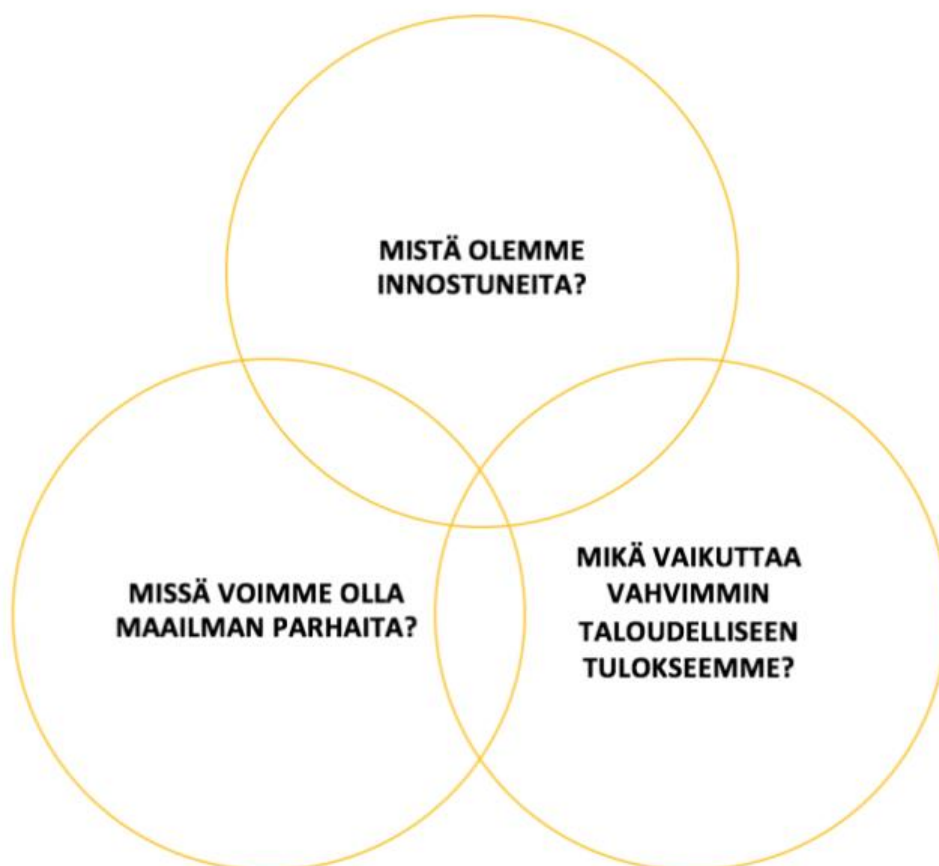 MISTÄ OLEMME
INNOSTUNEITA?
MISSÄ VOIMME OLLA
MAAILMAN PARHAITA?
MIKÄ VAIKUTTAA
VAHVIMMIN
TALOUDELLISEEN
TULOKSEEMME?